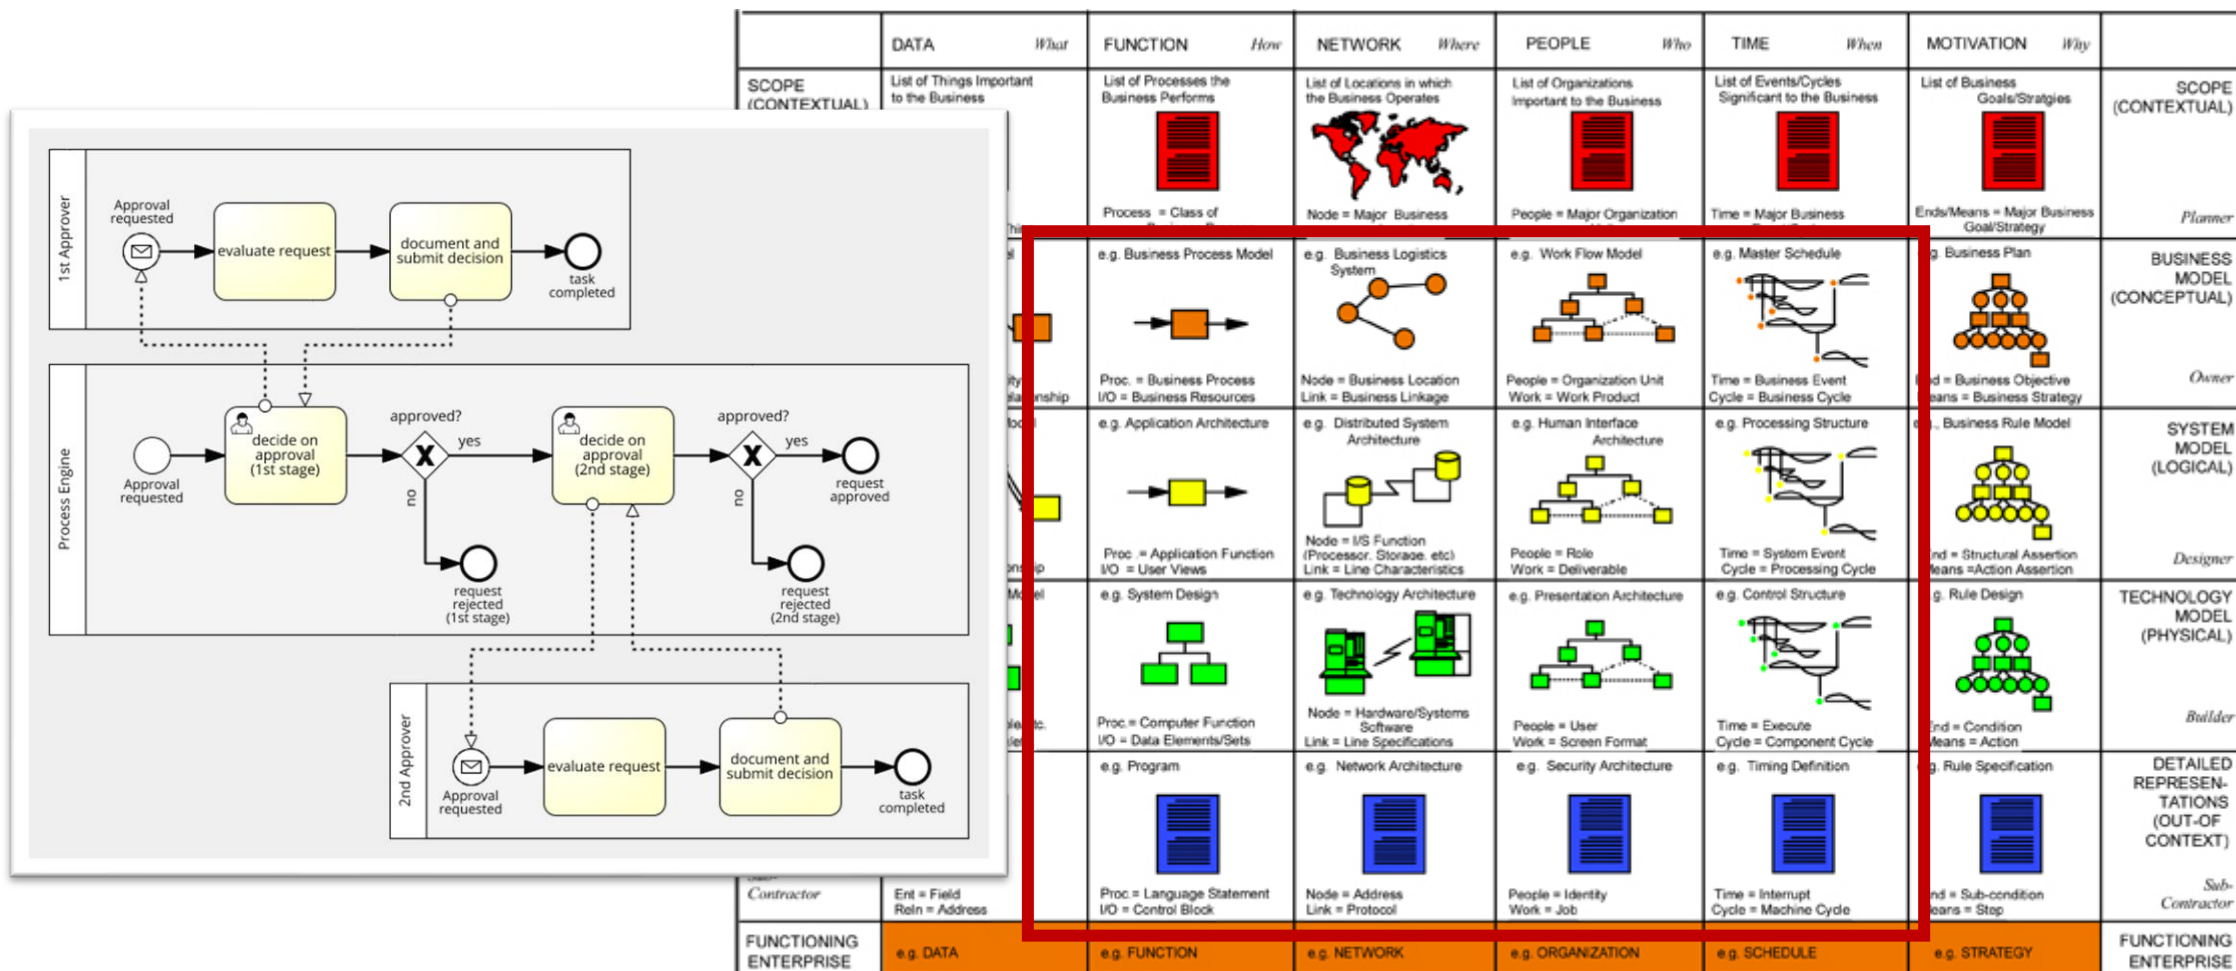 DATA What
FUNCTION How
NETWORK Where
PEOPLE Who
TIME When
MOTIVATION Why
SCOPE
(CONTEXTUAL)
List of Things Important
to the Business
List of Processes the
Business Performs
Process = Class of
List of Locations in which
the Business Operates
Node = Major Business
List of Organizations
Important to the Business
People = Major Organization
List of Events/Cycles
Significant to the Business
Time = Major Business
List of Business
Goals/Stratgies
Ends/Means = Major Business
Goal/Strategy
SCOPE
(CONTEXTUAL)
Planner
1st Approver
Approval
requested
evaluate request
document and
submit decision
task
completed
Process Engine
Approval
requested
decide on
approval
(1st stage)
approved?
yes
no
request
rejected
(1st stage)
decide on
approval
(2nd stage)
approved?
yes
no
request
approved
request
rejected
(2nd stage)
2nd Approver
Approval
requested
evaluate request
document and
submit decision
task
completed
e.g. Business Process Model
Proc. = Business Process
I/O = Business Resources
e.g. Business Logistics
System
Node = Business Location
Link = Business Linkage
e.g. Work Flow Model
People = Organization Unit
Work = Work Product
e.g. Master Schedule
Time = Business Event
Cycle = Business Cycle
g. Business Plan
nd = Business Objective
eans = Business Strategy
BUSINESS
MODEL
(CONCEPTUAL)
Owner
e.g. Application Architecture
Proc .= Application Function
I/O = User Views
e.g. Distributed System
Architecture
Node = I/S Function
(Processor, Storage, etc)
Link = Line Characteristics
e.g. Human Interface
Architecture
People = Role
Work = Deliverable
e.g. Processing Structure
Time = System Event
Cycle = Processing Cycle
., Business Rule Model
nd = Structural Assertion
eans =Action Assertion
SYSTEM
MODEL
(LOGICAL)
Designer
e.g. System Design
Proc.= Computer Function
I/O = Data Elements/Sets
e.g. Technology Architecture
Node = Hardware/Systems
Software
Link = Line Specifications
e.g. Presentation Architecture
People = User
Work = Screen Format
e.g. Control Structure
Time = Execute
Cycle = Component Cycle
.g. Rule Design
nd = Condition
eans = Action
TECHNOLOGY
MODEL
(PHYSICAL)
Builder
Contractor
Ent = Field
Reln = Address
e.g. Program
Proc.= Language Statement
I/O = Control Block
e.g. Network Architecture
Node = Address
Link = Protocol
e.g. Security Architecture
People = Identity
Work = Job
e.g. Timing Definition
Time = Interrupt
Cycle = Machine Cycle
g. Rule Specification
nd = Sub-condition
eans = Step
DETAILED
REPRESEN-
TATIONS
(OUT-OF
CONTEXT)
Sub-
Contractor
FUNCTIONING
ENTERPRISE
e.g. DATA
e.g. FUNCTION
e.g. NETWORK
e.g. ORGANIZATION
e.g. SCHEDULE
e.g. STRATEGY
FUNCTIONING
ENTERPRISE